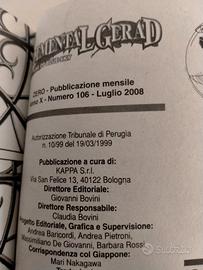 ELEMENTAL GERAD
ZERO - Pubblicazione mensile
Anno X - Numero 106 - Luglio 2008
Autorizzazione Tribunale di Perugia
n. 10/99 del 19/03/1999
Pubblicazione a cura di:
KAPPA S.r.l.
Via San Felice 13, 40122 Bologna
Direttore Editoriale:
Giovanni Bovini
Direttore Responsabile:
Claudia Bovini
Progetto Editoriale, Grafica e Supervisione:
Andrea Baricordi, Andrea Pietroni,
Massimiliano De Giovanni, Barbara Rossi
Corrispondenza col Giappone:
Mari Nakagawa
subito